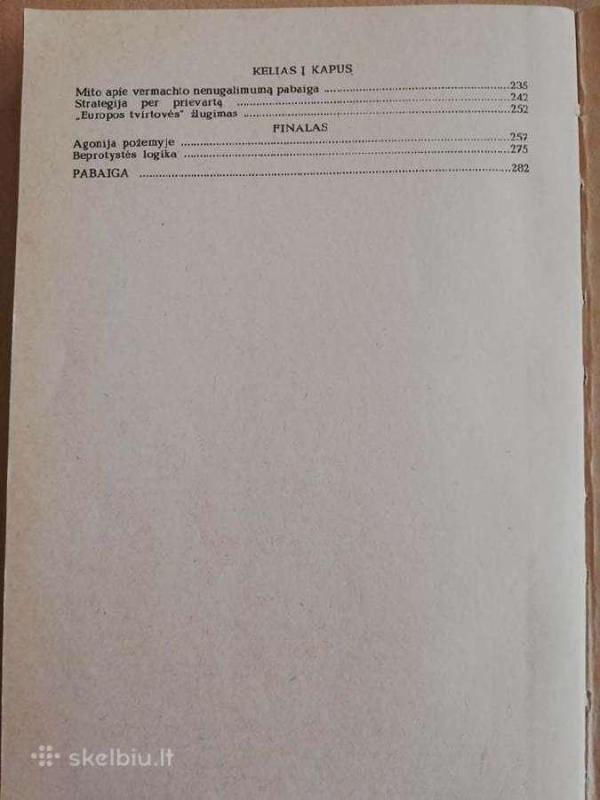 KELIAS Į KAPUS
Mito apie vermachto nenugalimumą pabaiga ........ 235
Strategija per prievartą ........ 242
„Europos tvirtovės“ žlugimas ........ 252
FINALAS
Agonija požemyje ........ 257
Beprotystės logika ........ 275
PABAIGA ........ 282
skelbiu.lt